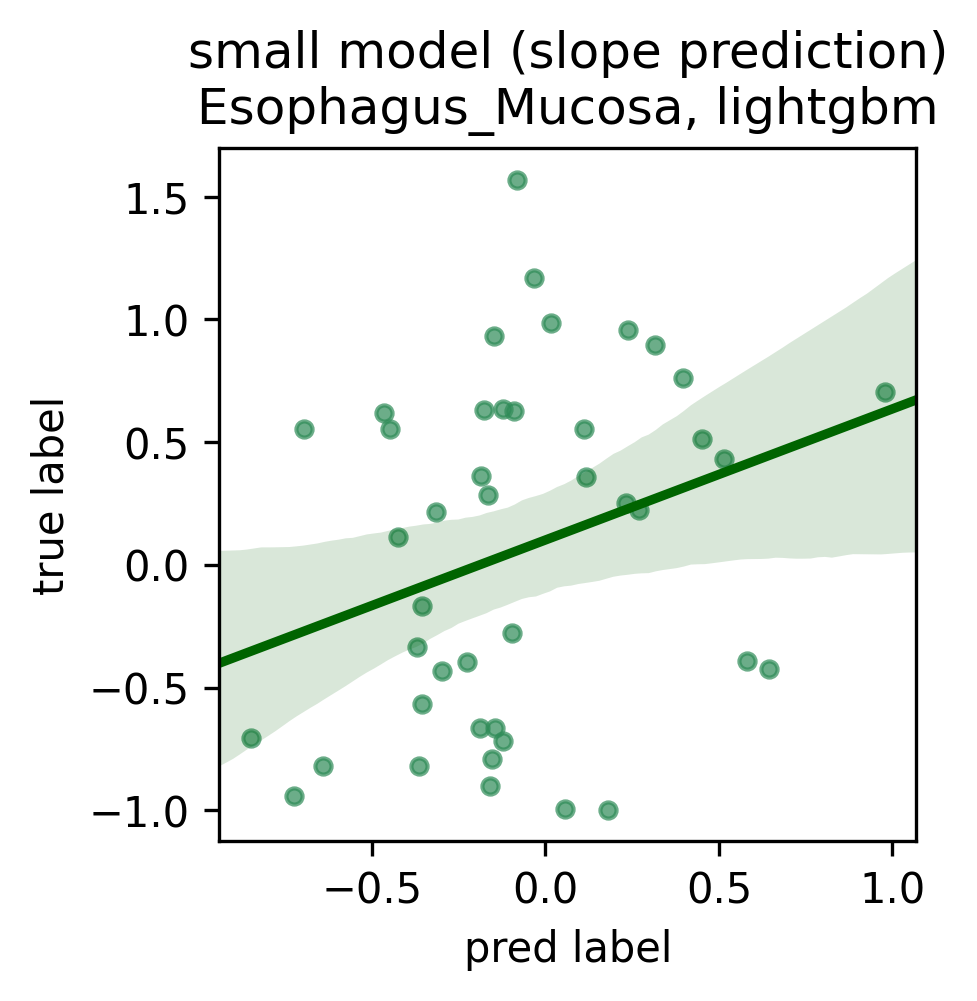 small model (slope prediction)
Esophagus_Mucosa, lightgbm
1.5
1.0
0.5
0.0
−0.5
−1.0
true label
−0.5
0.0
0.5
1.0
pred label